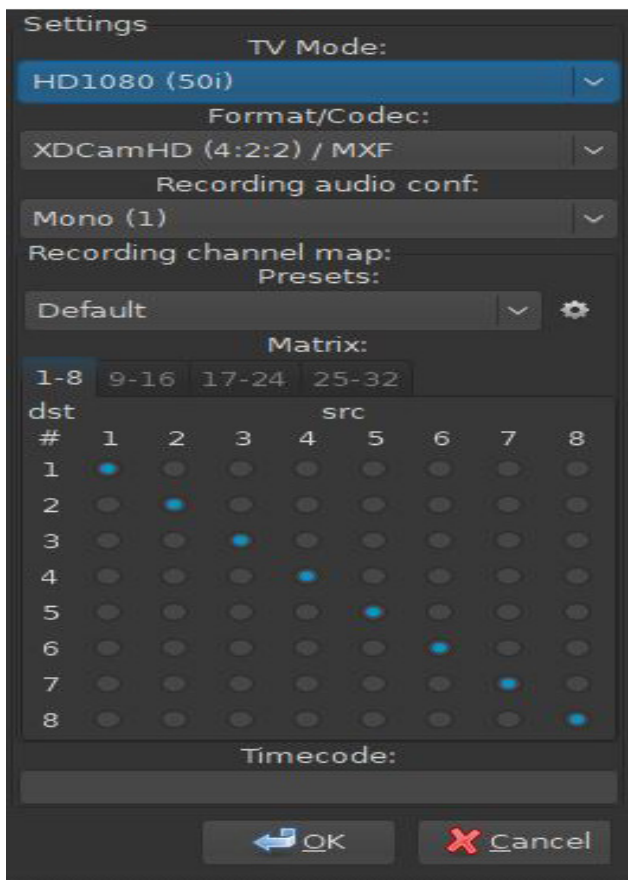 Settings
TV Mode:
HD1080 (50i)
Format/Codec:
XDCamHD (4:2:2) / MXF
Recording audio conf:
Mono (1)
Recording channel map:
Presets:
Default
Matrix:
1-8 9-16 17-24 25-32
dst src
# 1 2 3 4 5 6 7 8
1
2
3
4
5
6
7
8
Timecode:
OK Cancel